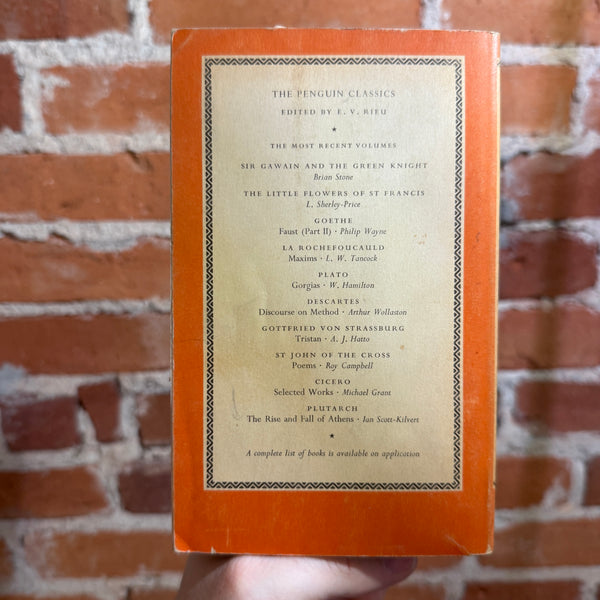 THE PENGUIN CLASSICS
EDITED BY E. V. RIEU
★
THE MOST RECENT VOLUMES
SIR GAWAIN AND THE GREEN KNIGHT
Brian Stone
THE LITTLE FLOWERS OF ST FRANCIS
L. Sherley-Price
GOETHE
Faust (Part II) · Philip Wayne
LA ROCHEFOUCAULD
Maxims · L. W. Tancock
PLATO
Gorgias · W. Hamilton
DESCARTES
Discourse on Method · Arthur Wollaston
GOTTFRIED VON STRASSBURG
Tristan · A. J. Hatto
ST JOHN OF THE CROSS
Poems · Roy Campbell
CICERO
Selected Works · Michael Grant
PLUTARCH
The Rise and Fall of Athens · Ian Scott-Kilvert
★
A complete list of books is available on application